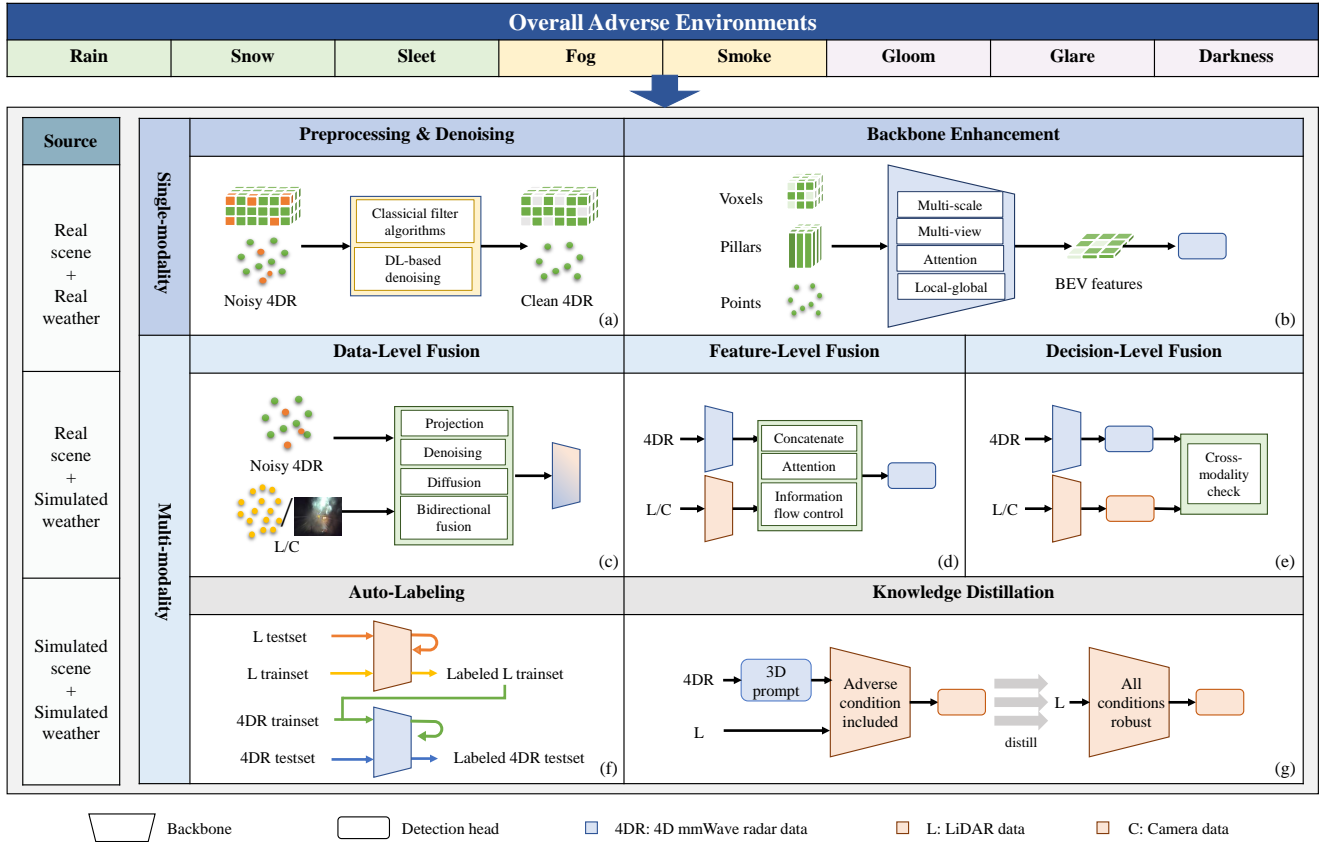 Overall Adverse Environments
Rain
Snow
Sleet
Fog
Smoke
Gloom
Glare
Darkness
Source
Real
scene
+
Real
weather
Real
scene
+
Simulated
weather
Simulated
scene
+
Simulated
weather
Single-modality
Preprocessing & Denoising
Noisy 4DR
Classicial filter
algorithms
DL-based
denoising
Clean 4DR
(a)
Backbone Enhancement
Voxels
Pillars
Points
Multi-scale
Multi-view
Attention
Local-global
BEV features
(b)
Multi-modality
Data-Level Fusion
Noisy 4DR
L/C
Projection
Denoising
Diffusion
Bidirectional
fusion
(c)
Feature-Level Fusion
4DR
L/C
Concatenate
Attention
Information
flow control
(d)
Decision-Level Fusion
4DR
L/C
Cross-
modality
check
(e)
Auto-Labeling
L testset
L trainset
Labeled L trainset
4DR trainset
4DR testset
Labeled 4DR testset
(f)
Knowledge Distillation
4DR
3D
prompt
L
Adverse
condition
included
distill
L
All
conditions
robust
(g)
Backbone
Detection head
4DR: 4D mmWave radar data
L: LiDAR data
C: Camera data